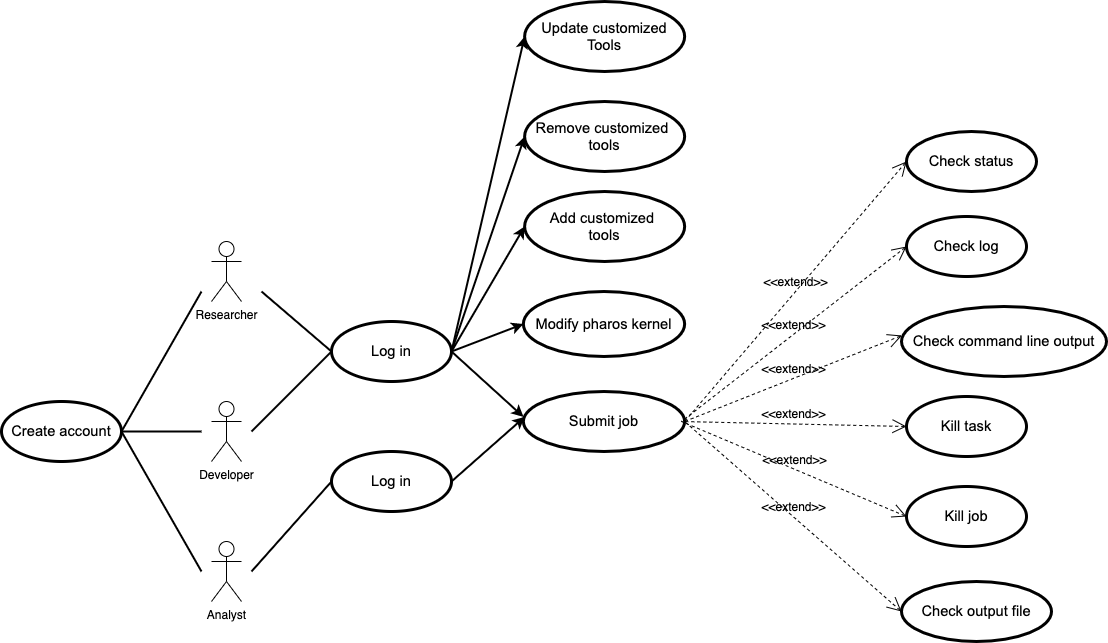 Update customized
Tools
Remove customized
tools
Add customized
tools
Modify pharos kernel
Submit job
Log in
Log in
Create account
Researcher
Developer
Analyst
<<extend>>
<<extend>>
<<extend>>
<<extend>>
<<extend>>
<<extend>>
Check status
Check log
Check command line output
Kill task
Kill job
Check output file